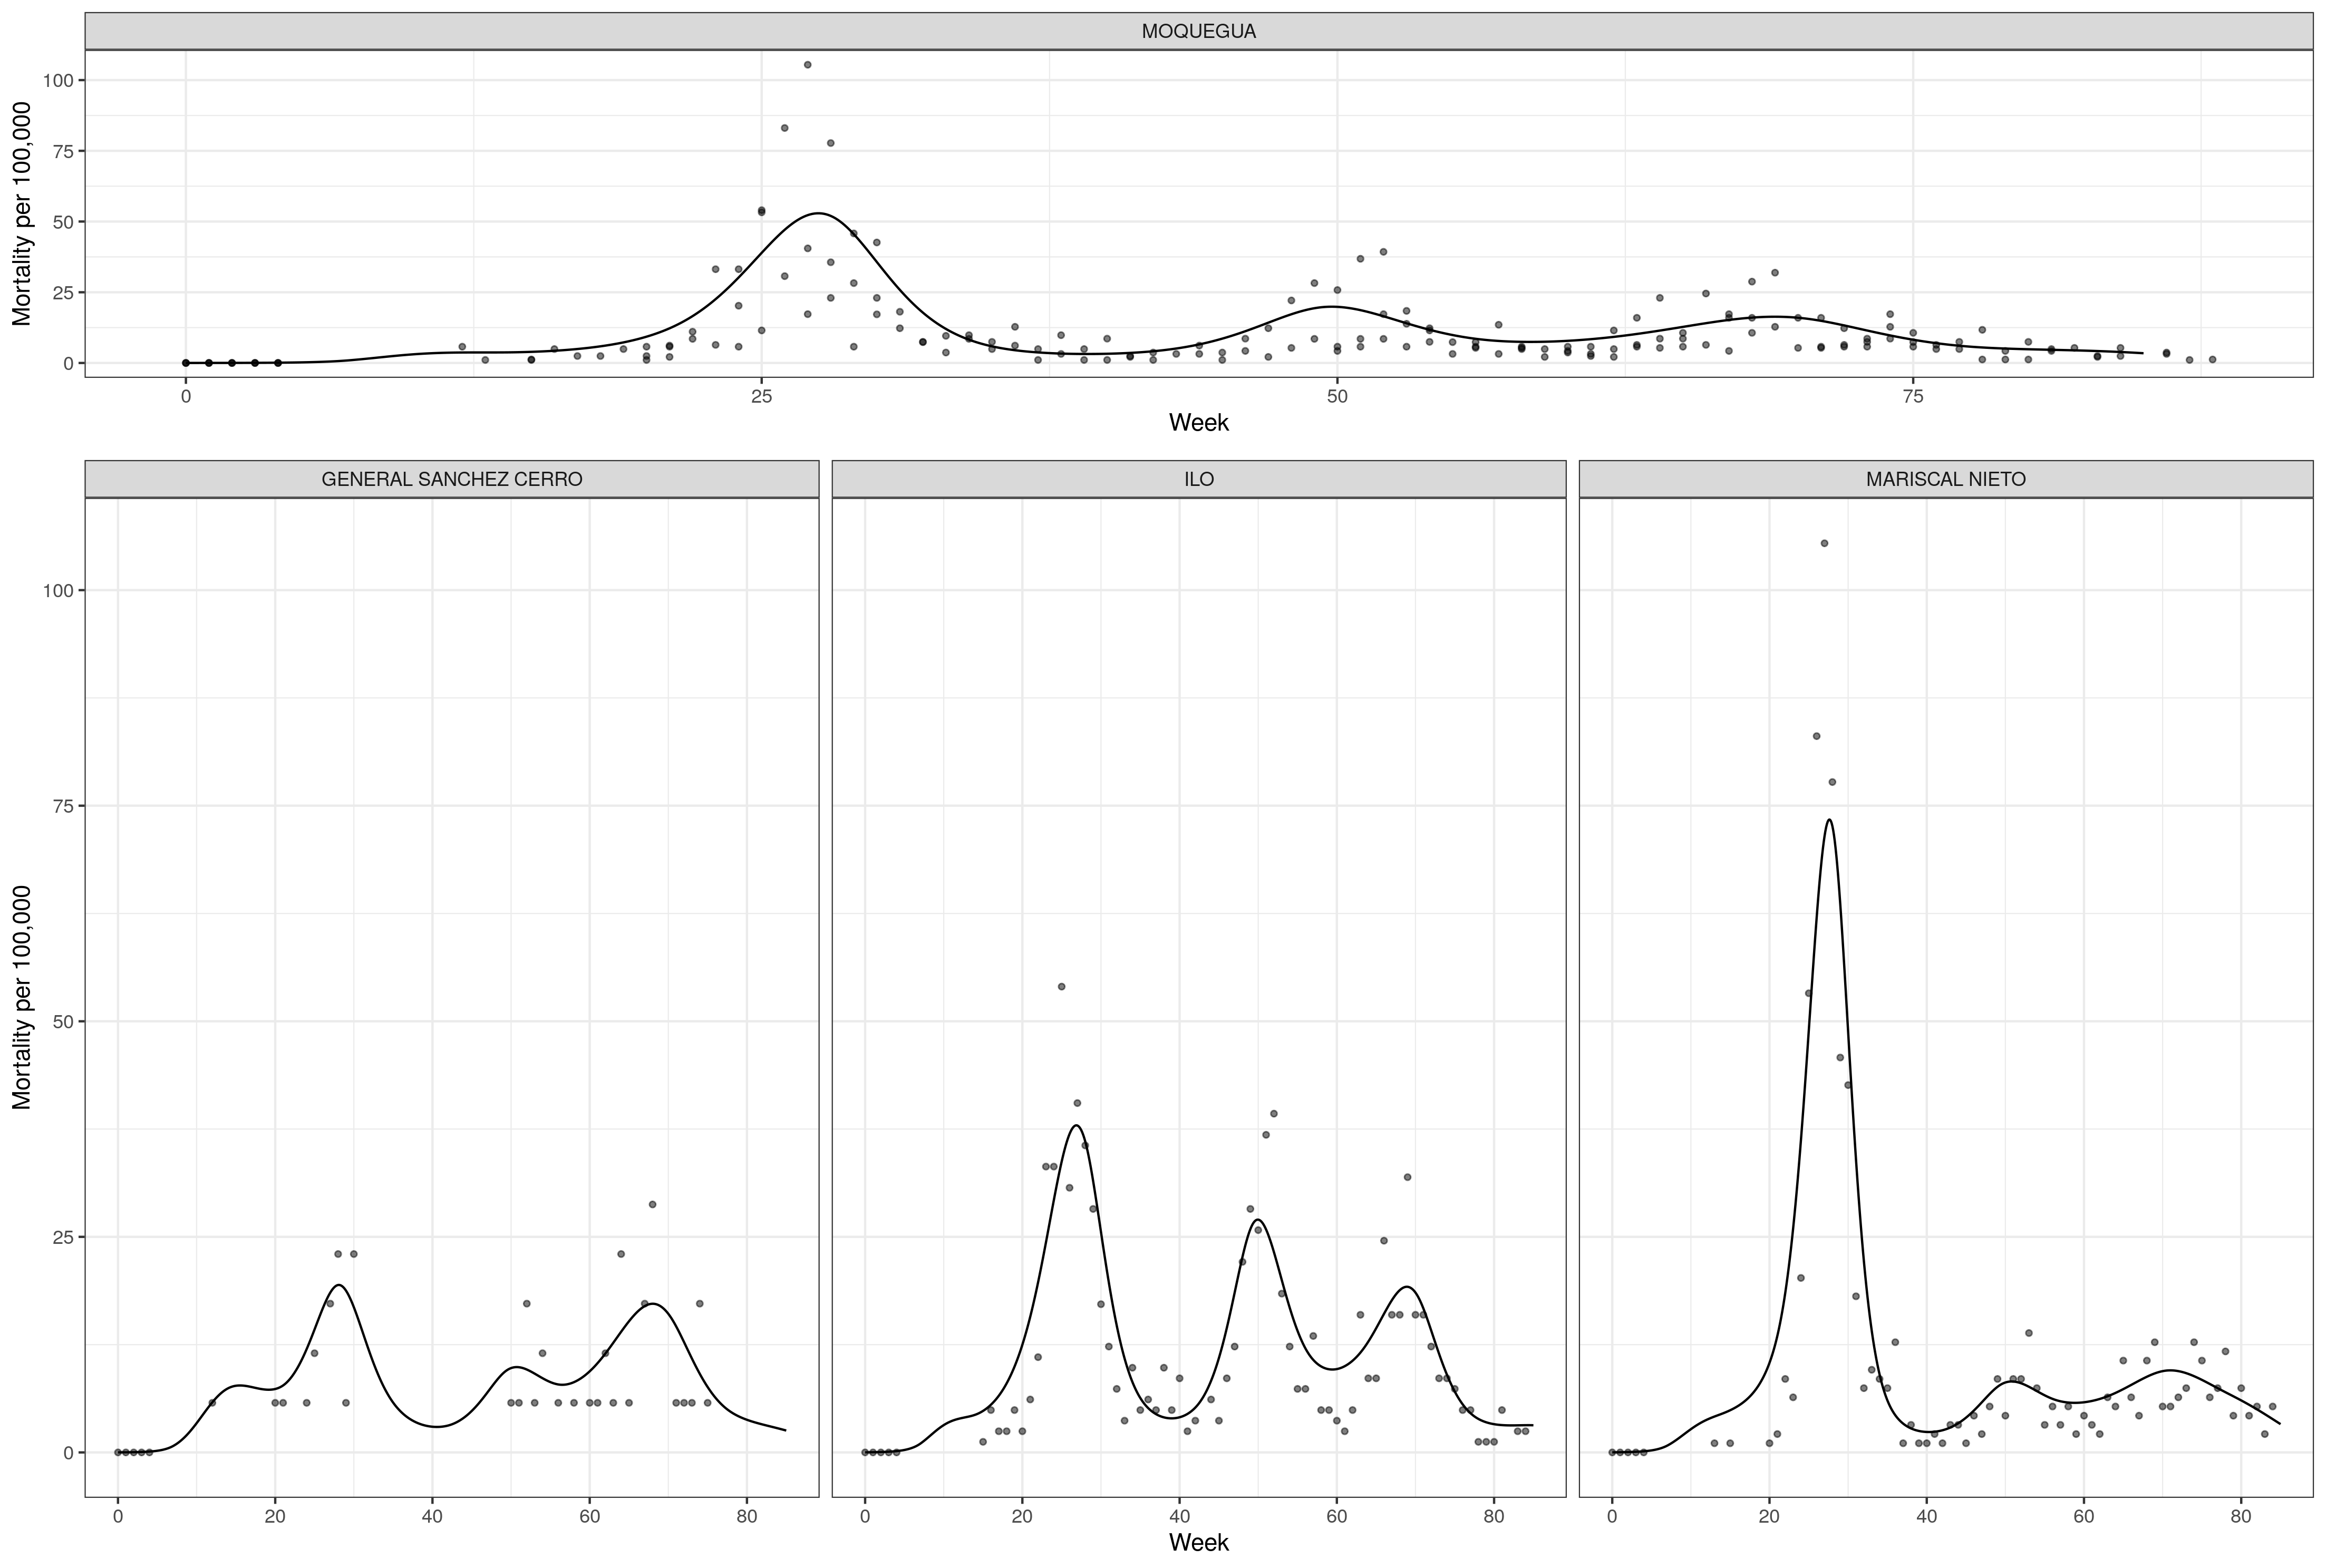 MOQUEGUA
Mortality per 100,000
100
75
50
25
0
0 25 50 75
Week
GENERAL SANCHEZ CERRO ILO MARISCAL NIETO
Mortality per 100,000
100
75
50
25
0
0 20 40 60 80 0 20 40 60 80 0 20 40 60 80
Week